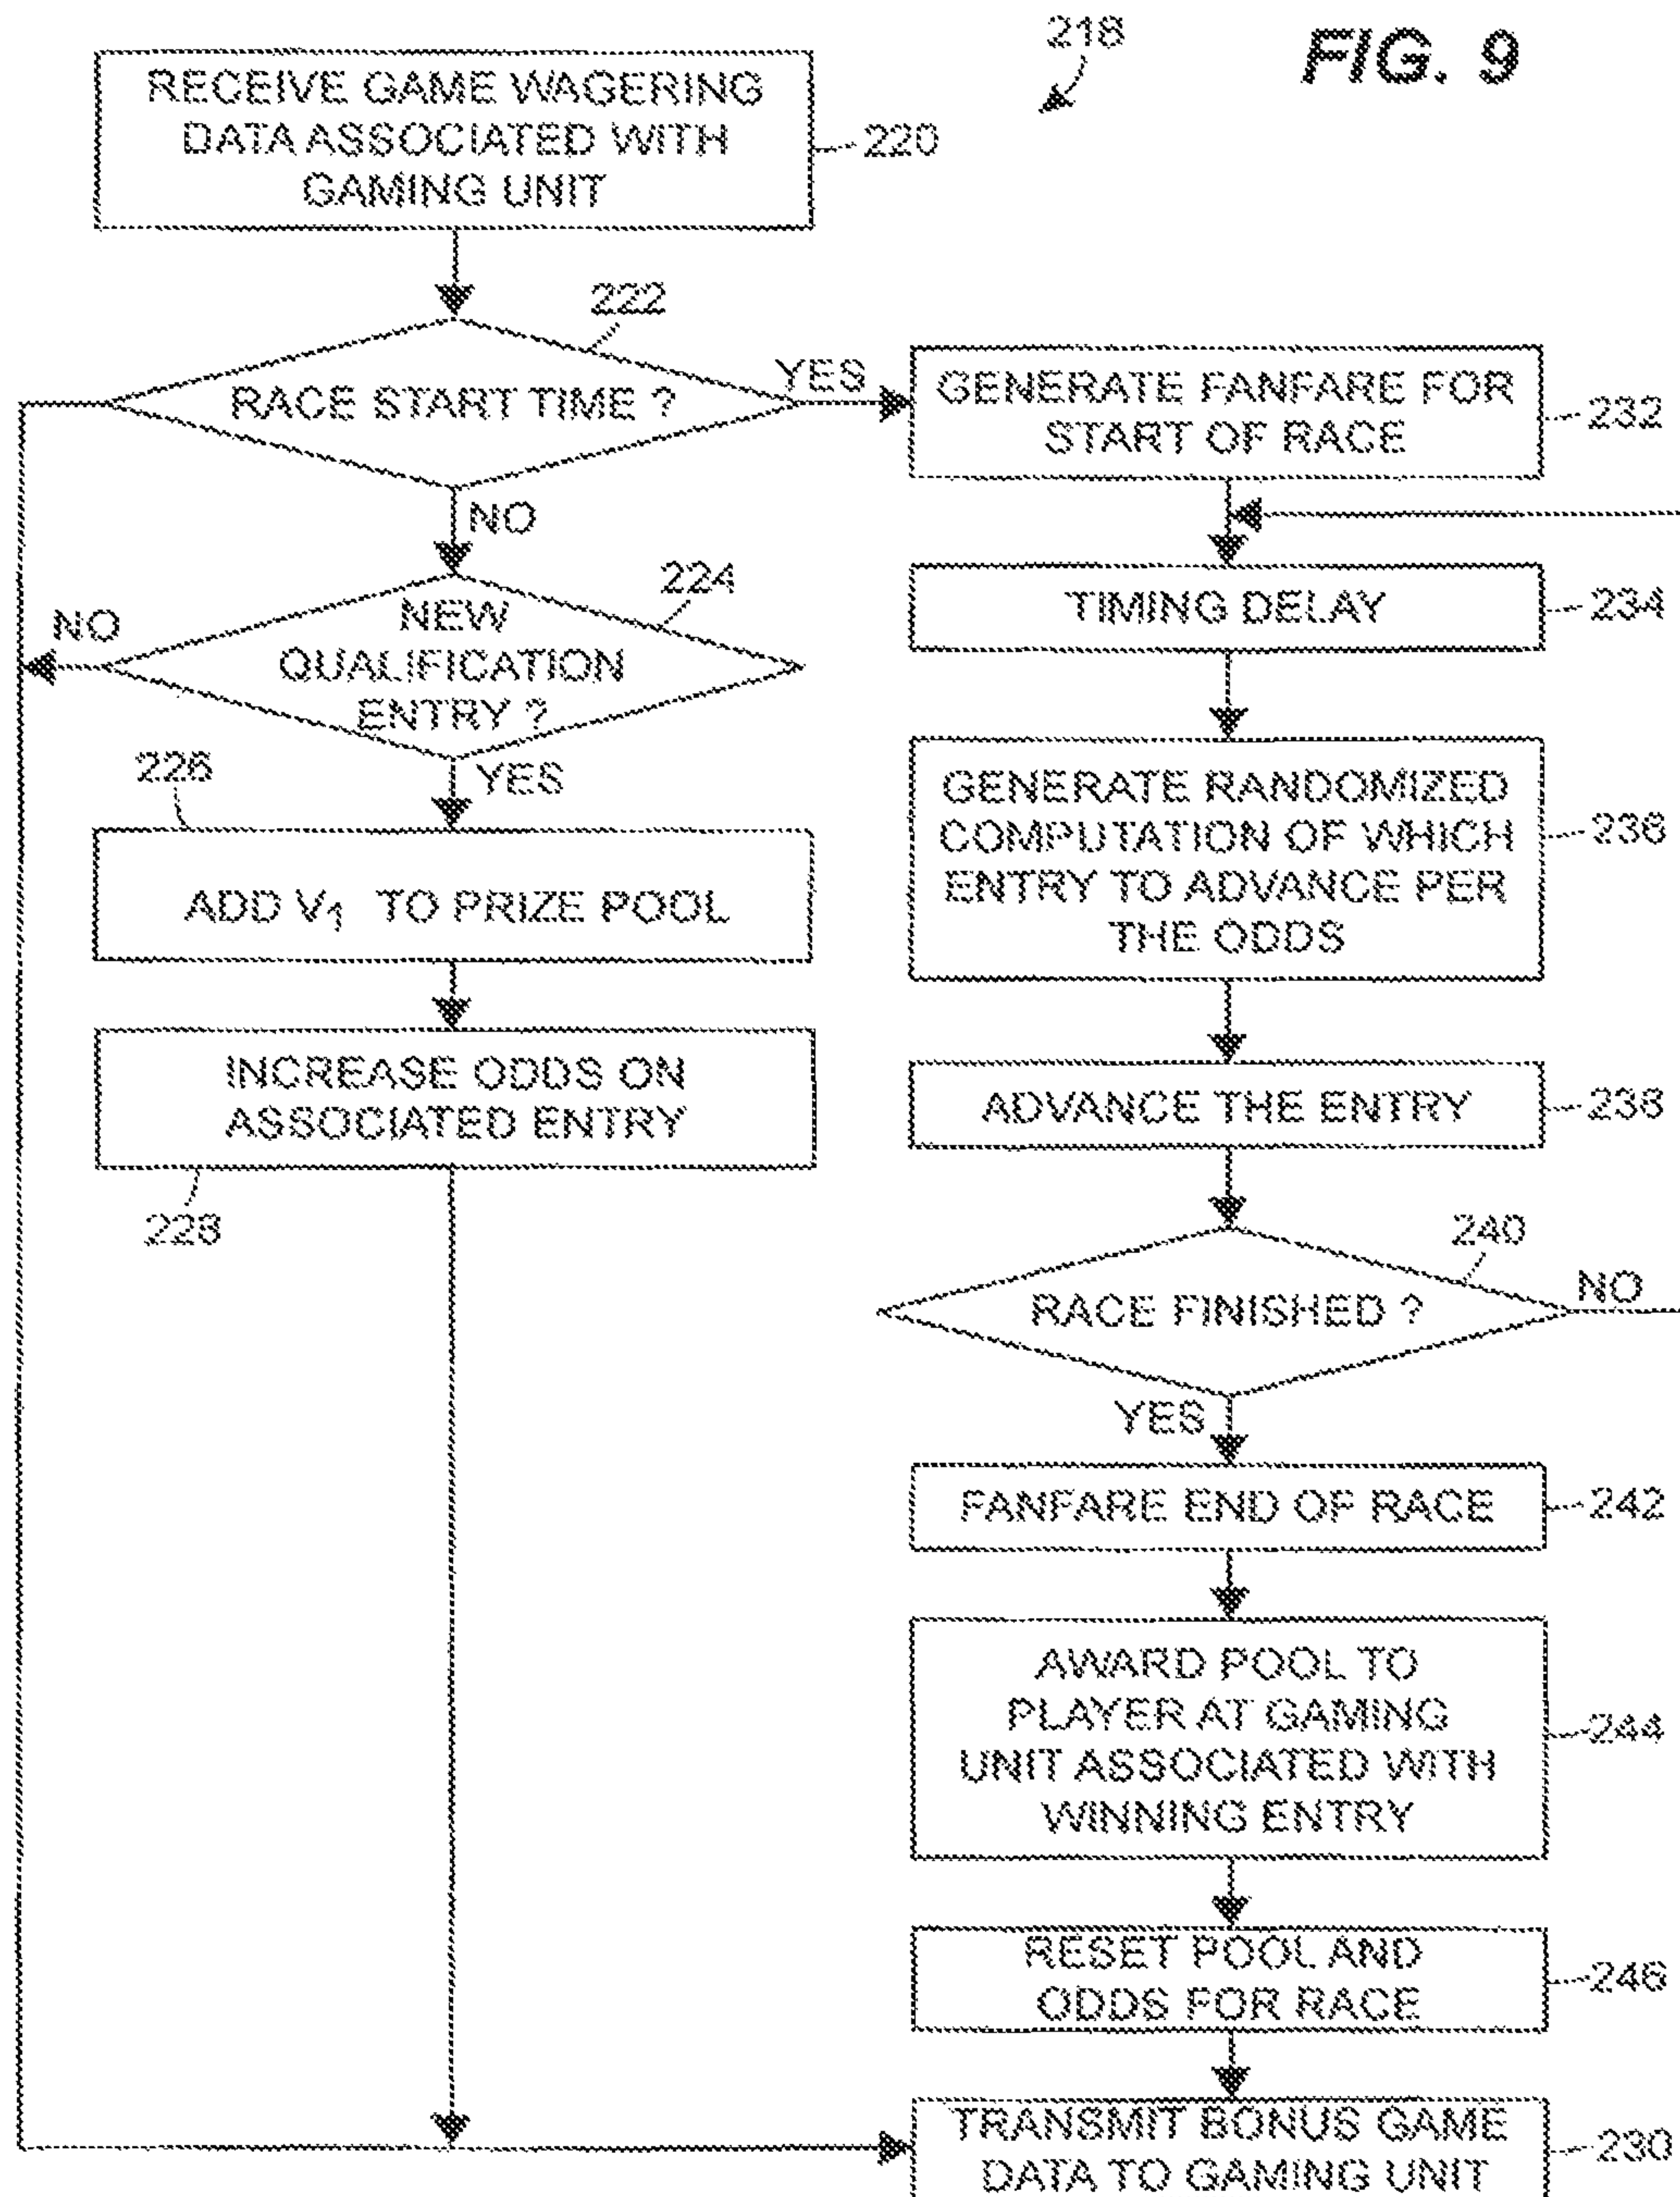 218
FIG. 9
RECEIVE GAME WAGERING
DATA ASSOCIATED WITH
GAMING UNIT
220
222
RACE START TIME ?
YES
NO
GENERATE FANFARE FOR
START OF RACE
232
224
NEW
QUALIFICATION
ENTRY ?
NO
YES
TIMING DELAY
234
226
ADD V1 TO PRIZE POOL
GENERATE RANDOMIZED
COMPUTATION OF WHICH
ENTRY TO ADVANCE PER
THE ODDS
236
INCREASE ODDS ON
ASSOCIATED ENTRY
228
ADVANCE THE ENTRY
238
240
RACE FINISHED ?
NO
YES
FANFARE END OF RACE
242
AWARD POOL TO
PLAYER AT GAMING
UNIT ASSOCIATED WITH
WINNING ENTRY
244
RESET POOL AND
ODDS FOR RACE
246
TRANSMIT BONUS GAME
DATA TO GAMING UNIT
230